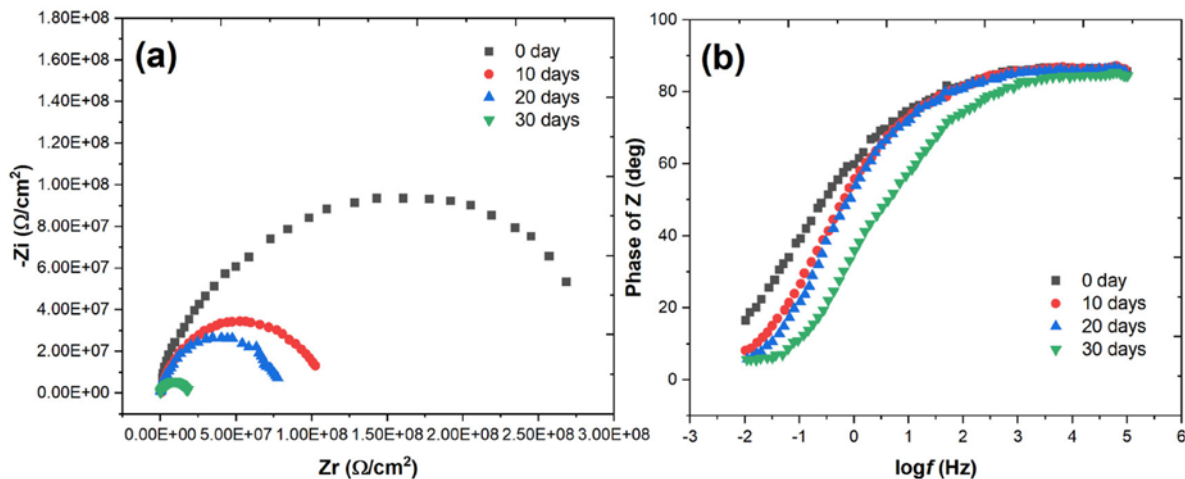 (a)
0 day
10 days
20 days
30 days
1.80E+08
1.60E+08
1.40E+08
1.20E+08
1.00E+08
8.00E+07
6.00E+07
4.00E+07
2.00E+07
0.00E+00
-Zi (Ω/cm²)
0.00E+00 5.00E+07 1.00E+08 1.50E+08 2.00E+08 2.50E+08 3.00E+08
Zr (Ω/cm²)
(b)
100
80
60
40
20
0
Phase of Z (deg)
0 day
10 days
20 days
30 days
-3 -2 -1 0 1 2 3 4 5 6
logf (Hz)